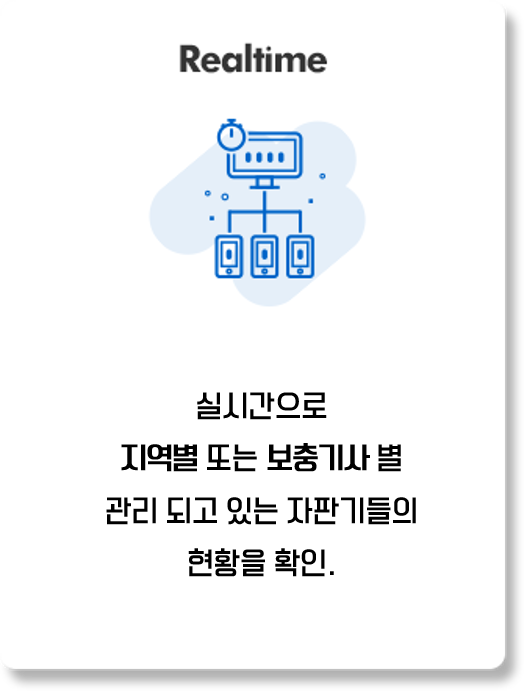 Realtime
실시간으로
지역별 또는 보충기사 별
관리 되고 있는 자판기들의
현황을 확인.